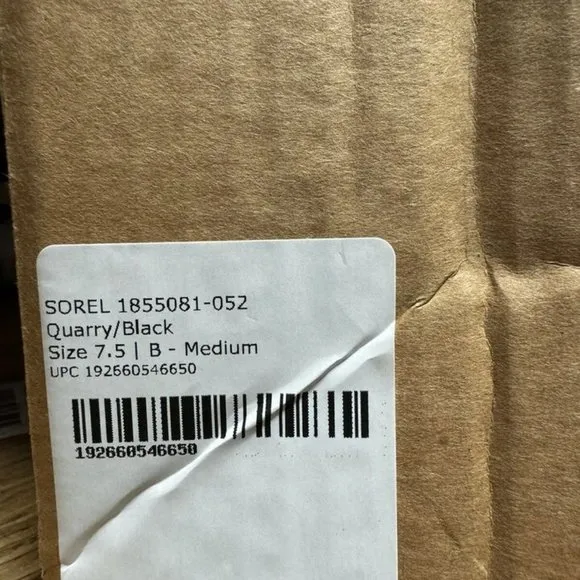 SOREL 1855081-052
Quarry/Black
Size 7.5 | B - Medium
UPC 192660546650
192660546650